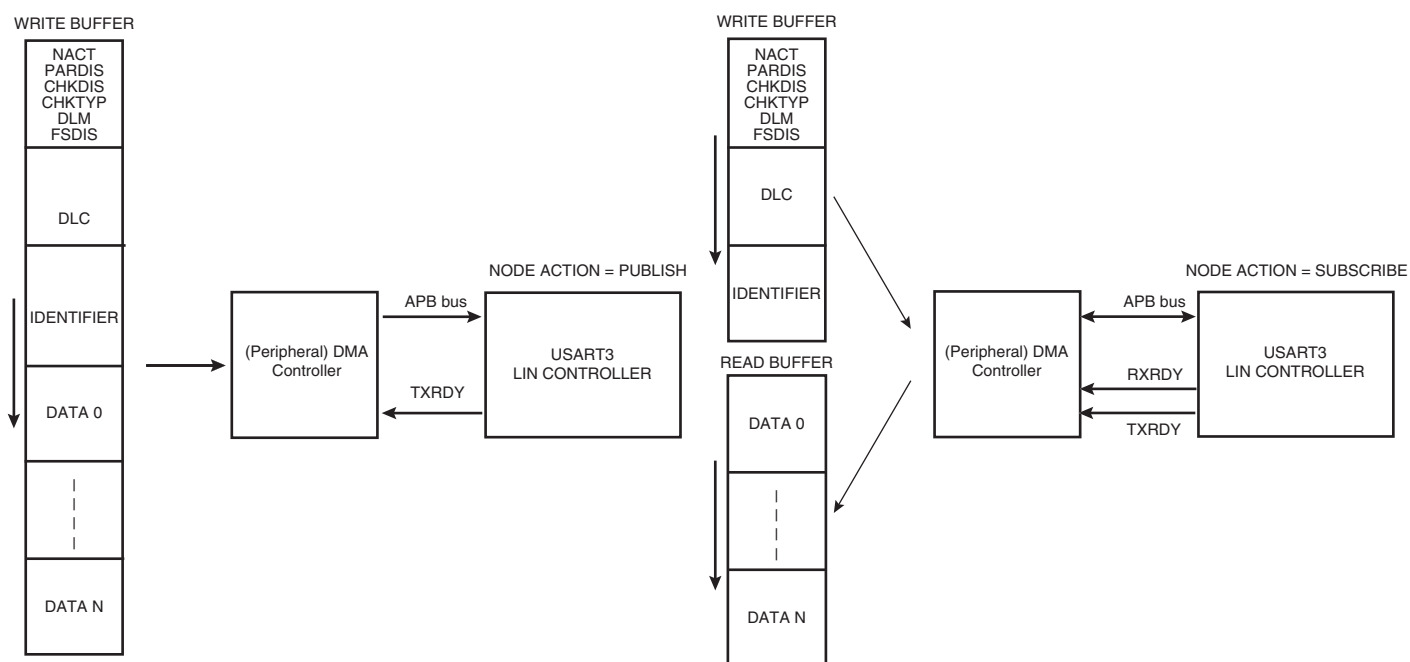 WRITE BUFFER
NACT
PARDIS
CHKDIS
CHKTYP
DLM
FSDIS
DLC
IDENTIFIER
DATA 0
DATA N
(Peripheral) DMA
Controller
APB bus
TXRDY
NODE ACTION = PUBLISH
USART3
LIN CONTROLLER
WRITE BUFFER
NACT
PARDIS
CHKDIS
CHKTYP
DLM
FSDIS
DLC
IDENTIFIER
READ BUFFER
DATA 0
DATA N
(Peripheral) DMA
Controller
APB bus
RXRDY
TXRDY
NODE ACTION = SUBSCRIBE
USART3
LIN CONTROLLER